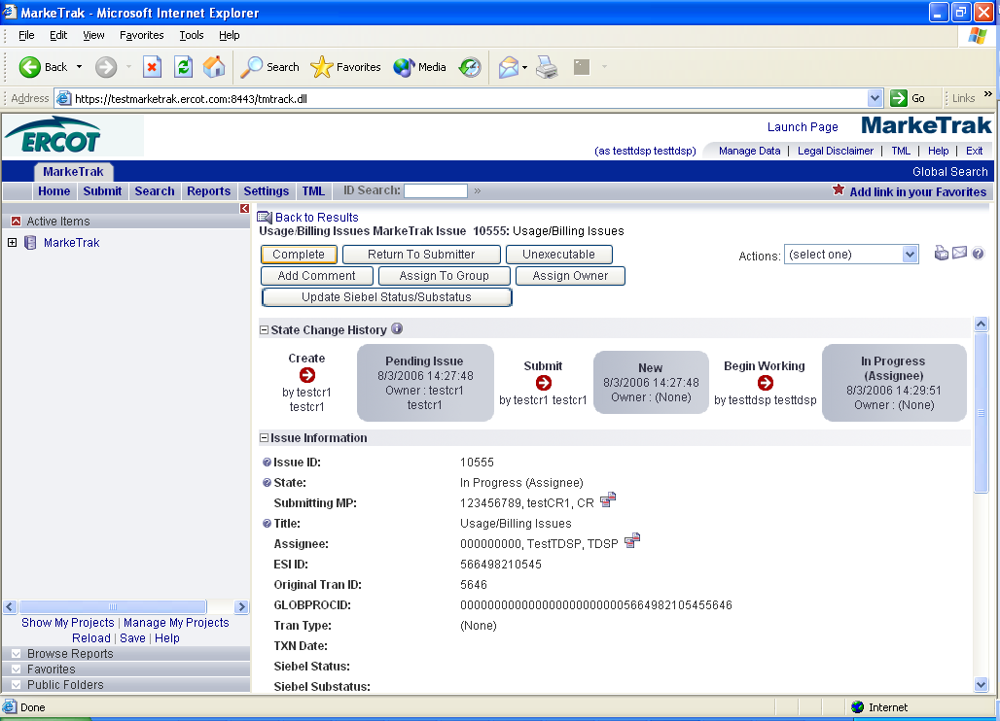 MarkeTrak - Microsoft Internet Explorer
File Edit View Favorites Tools Help
Back Search Favorites Media
Address https://testmarketrak.ercot.com:8443/tmtrack.dll Go Links »
ERCOT
Launch Page MarkeTrak
(as testtdsp testtdsp) Manage Data | Legal Disclaimer | TML | Help | Exit
MarkeTrak Global Search
Home Submit Search Reports Settings TML ID Search: » Add link in your Favorites
Active Items
MarkeTrak
Show My Projects | Manage My Projects
Reload | Save | Help
Browse Reports
Favorites
Public Folders
Back to Results
Usage/Billing Issues MarkeTrak Issue 10555: Usage/Billing Issues
Complete Return To Submitter Unexecutable
Actions: (select one)
Add Comment Assign To Group Assign Owner
Update Siebel Status/Substatus
State Change History
Create
by testcr1
testcr1
Pending Issue
8/3/2006 14:27:48
Owner : testcr1
testcr1
Submit
by testcr1 testcr1
New
8/3/2006 14:27:48
Owner : (None)
Begin Working
by testtdsp testtdsp
In Progress
(Assignee)
8/3/2006 14:29:51
Owner : (None)
Issue Information
Issue ID: 10555
State: In Progress (Assignee)
Submitting MP: 123456789, testCR1, CR
Title: Usage/Billing Issues
Assignee: 000000000, TestTDSP, TDSP
ESI ID: 566498210545
Original Tran ID: 5646
GLOBPROCID: 0000000000000000000000005664982105455646
Tran Type: (None)
TXN Date:
Siebel Status:
Siebel Substatus:
Done Internet